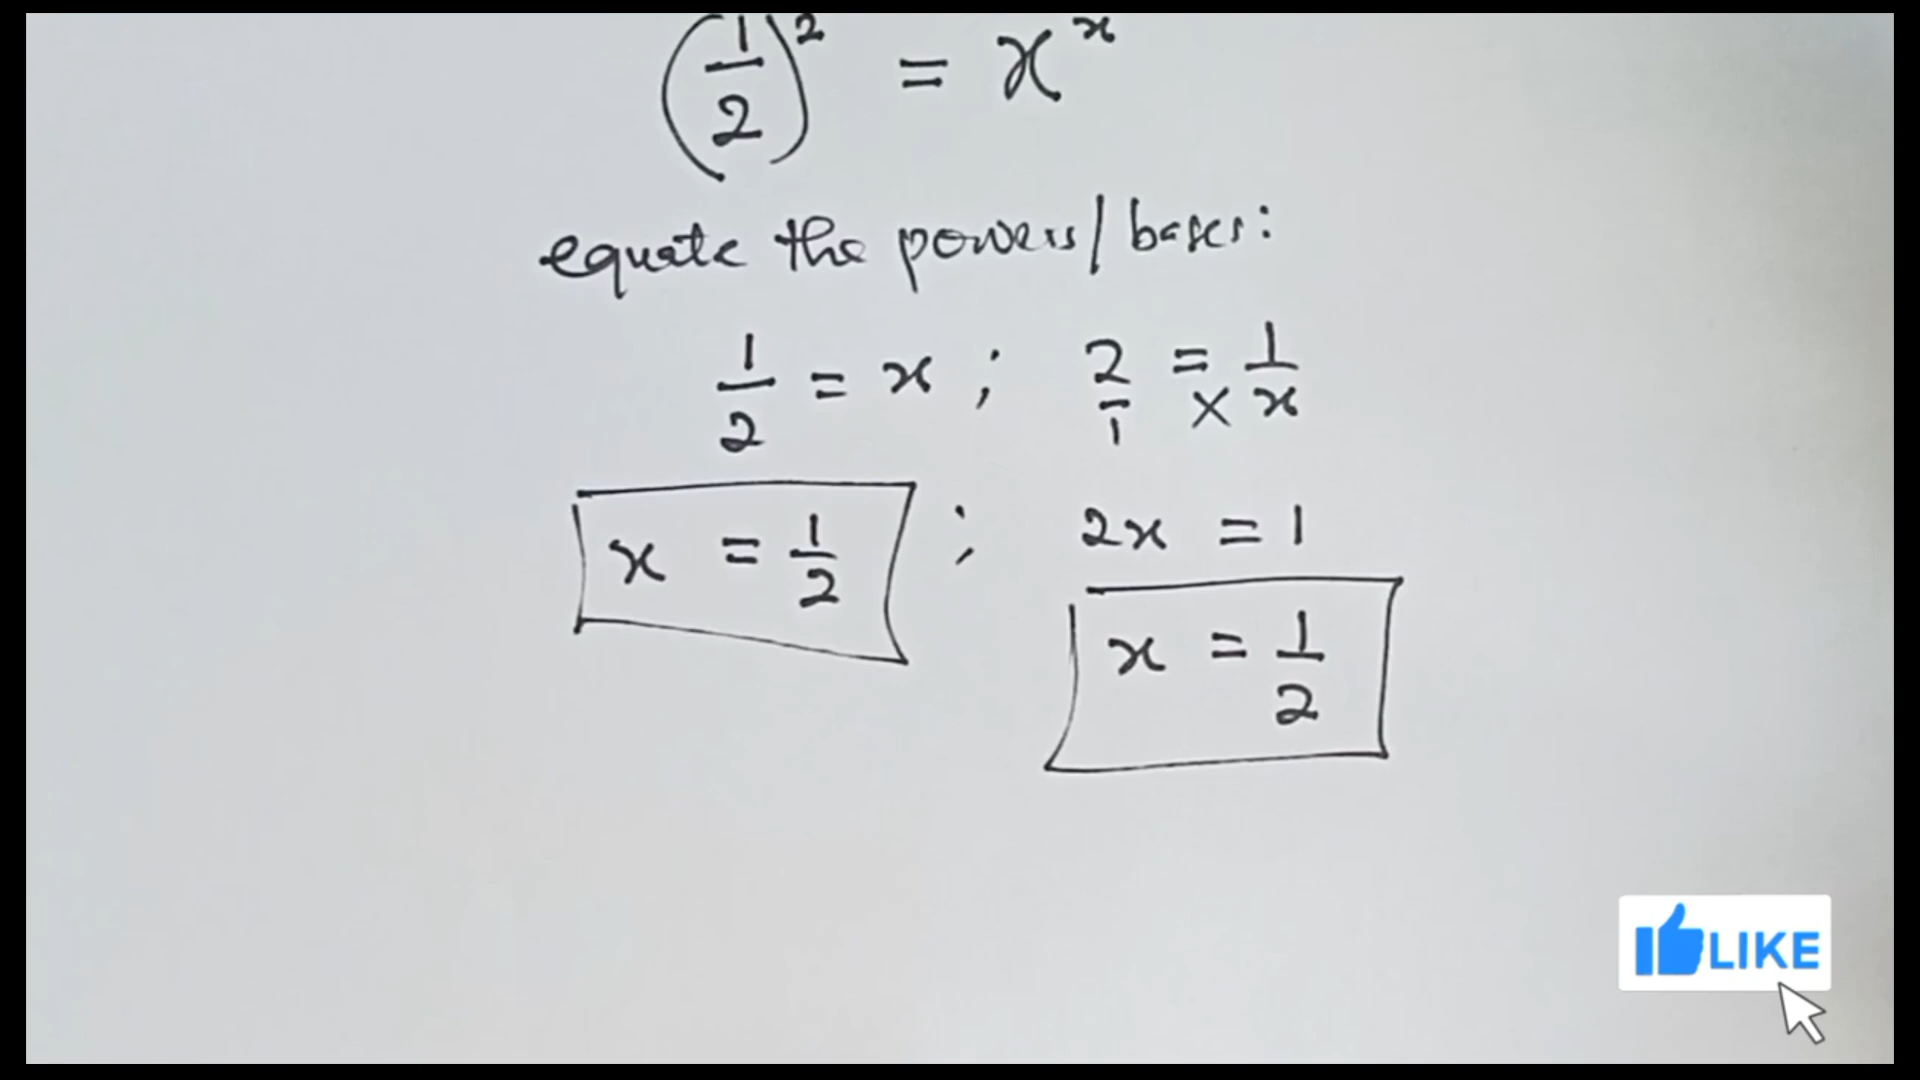 (1/2)² = x^x
equate the powers/bases:
1/2 = x ; 2/1 = 1/x
×
x = 1/2 ; 2x = 1
x = 1/2
LIKE